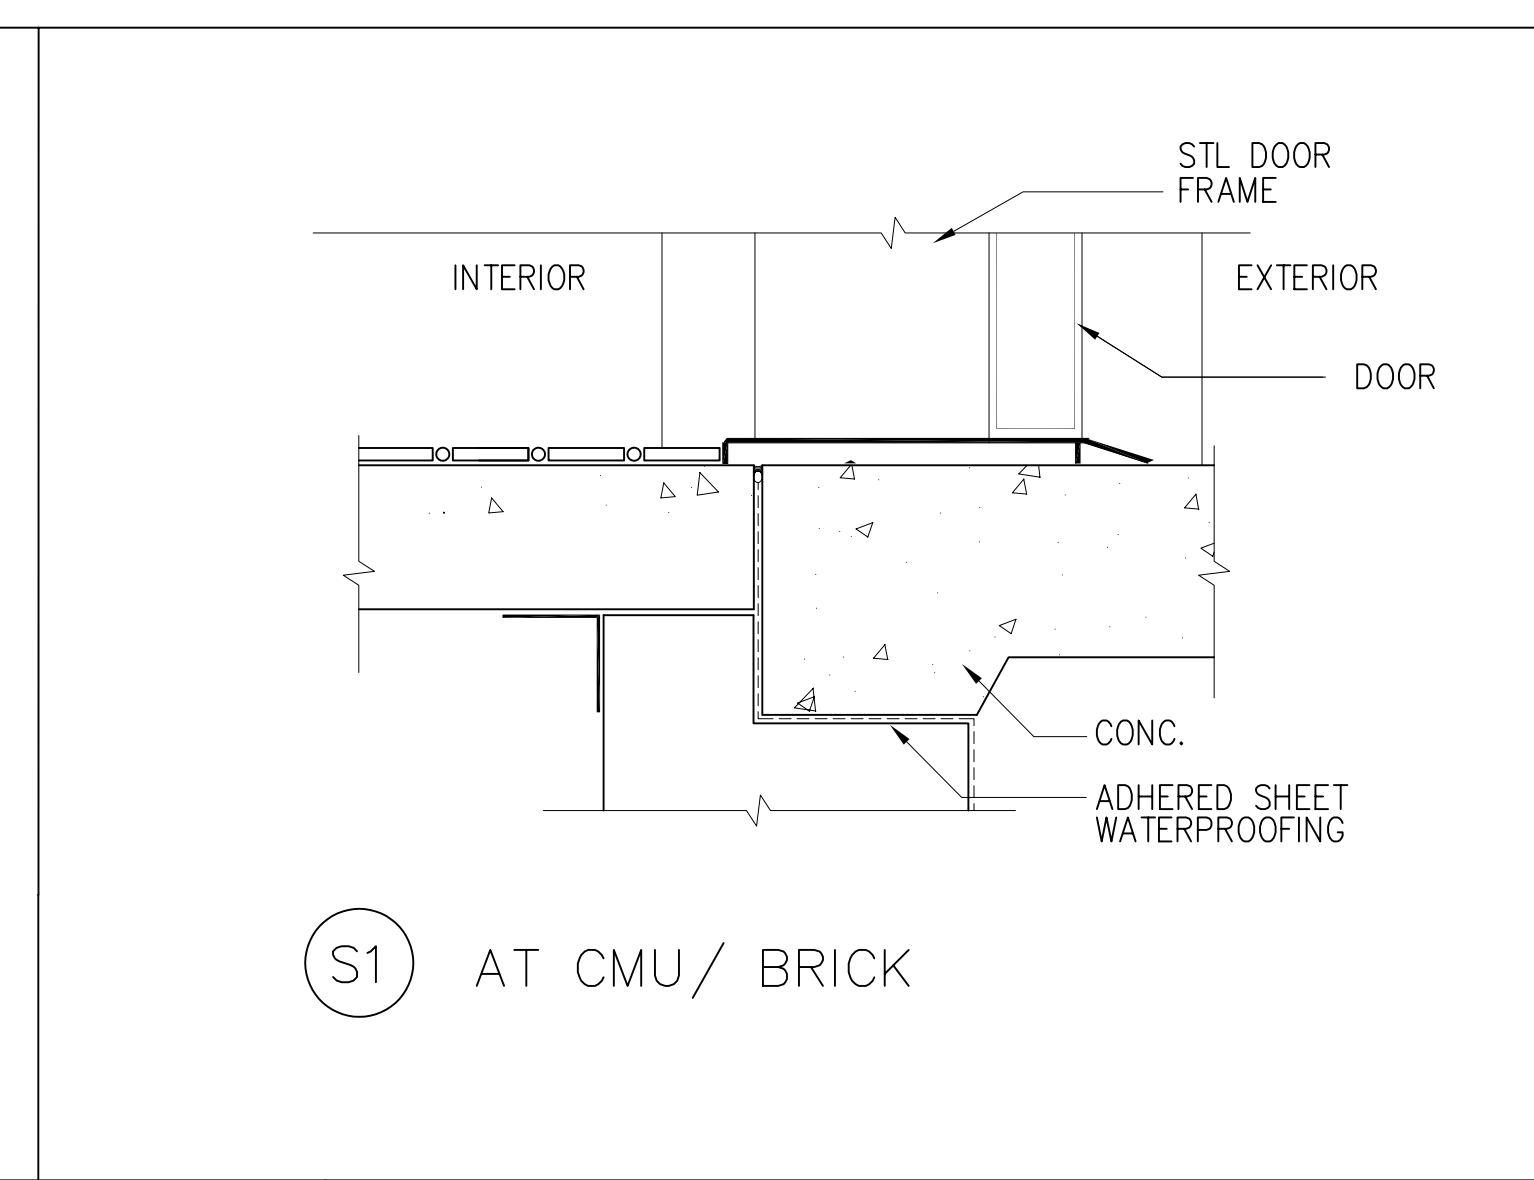 STL DOOR
FRAME
INTERIOR
EXTERIOR
DOOR
CONC.
ADHERED SHEET
WATERPROOFING
S1
AT CMU/ BRICK